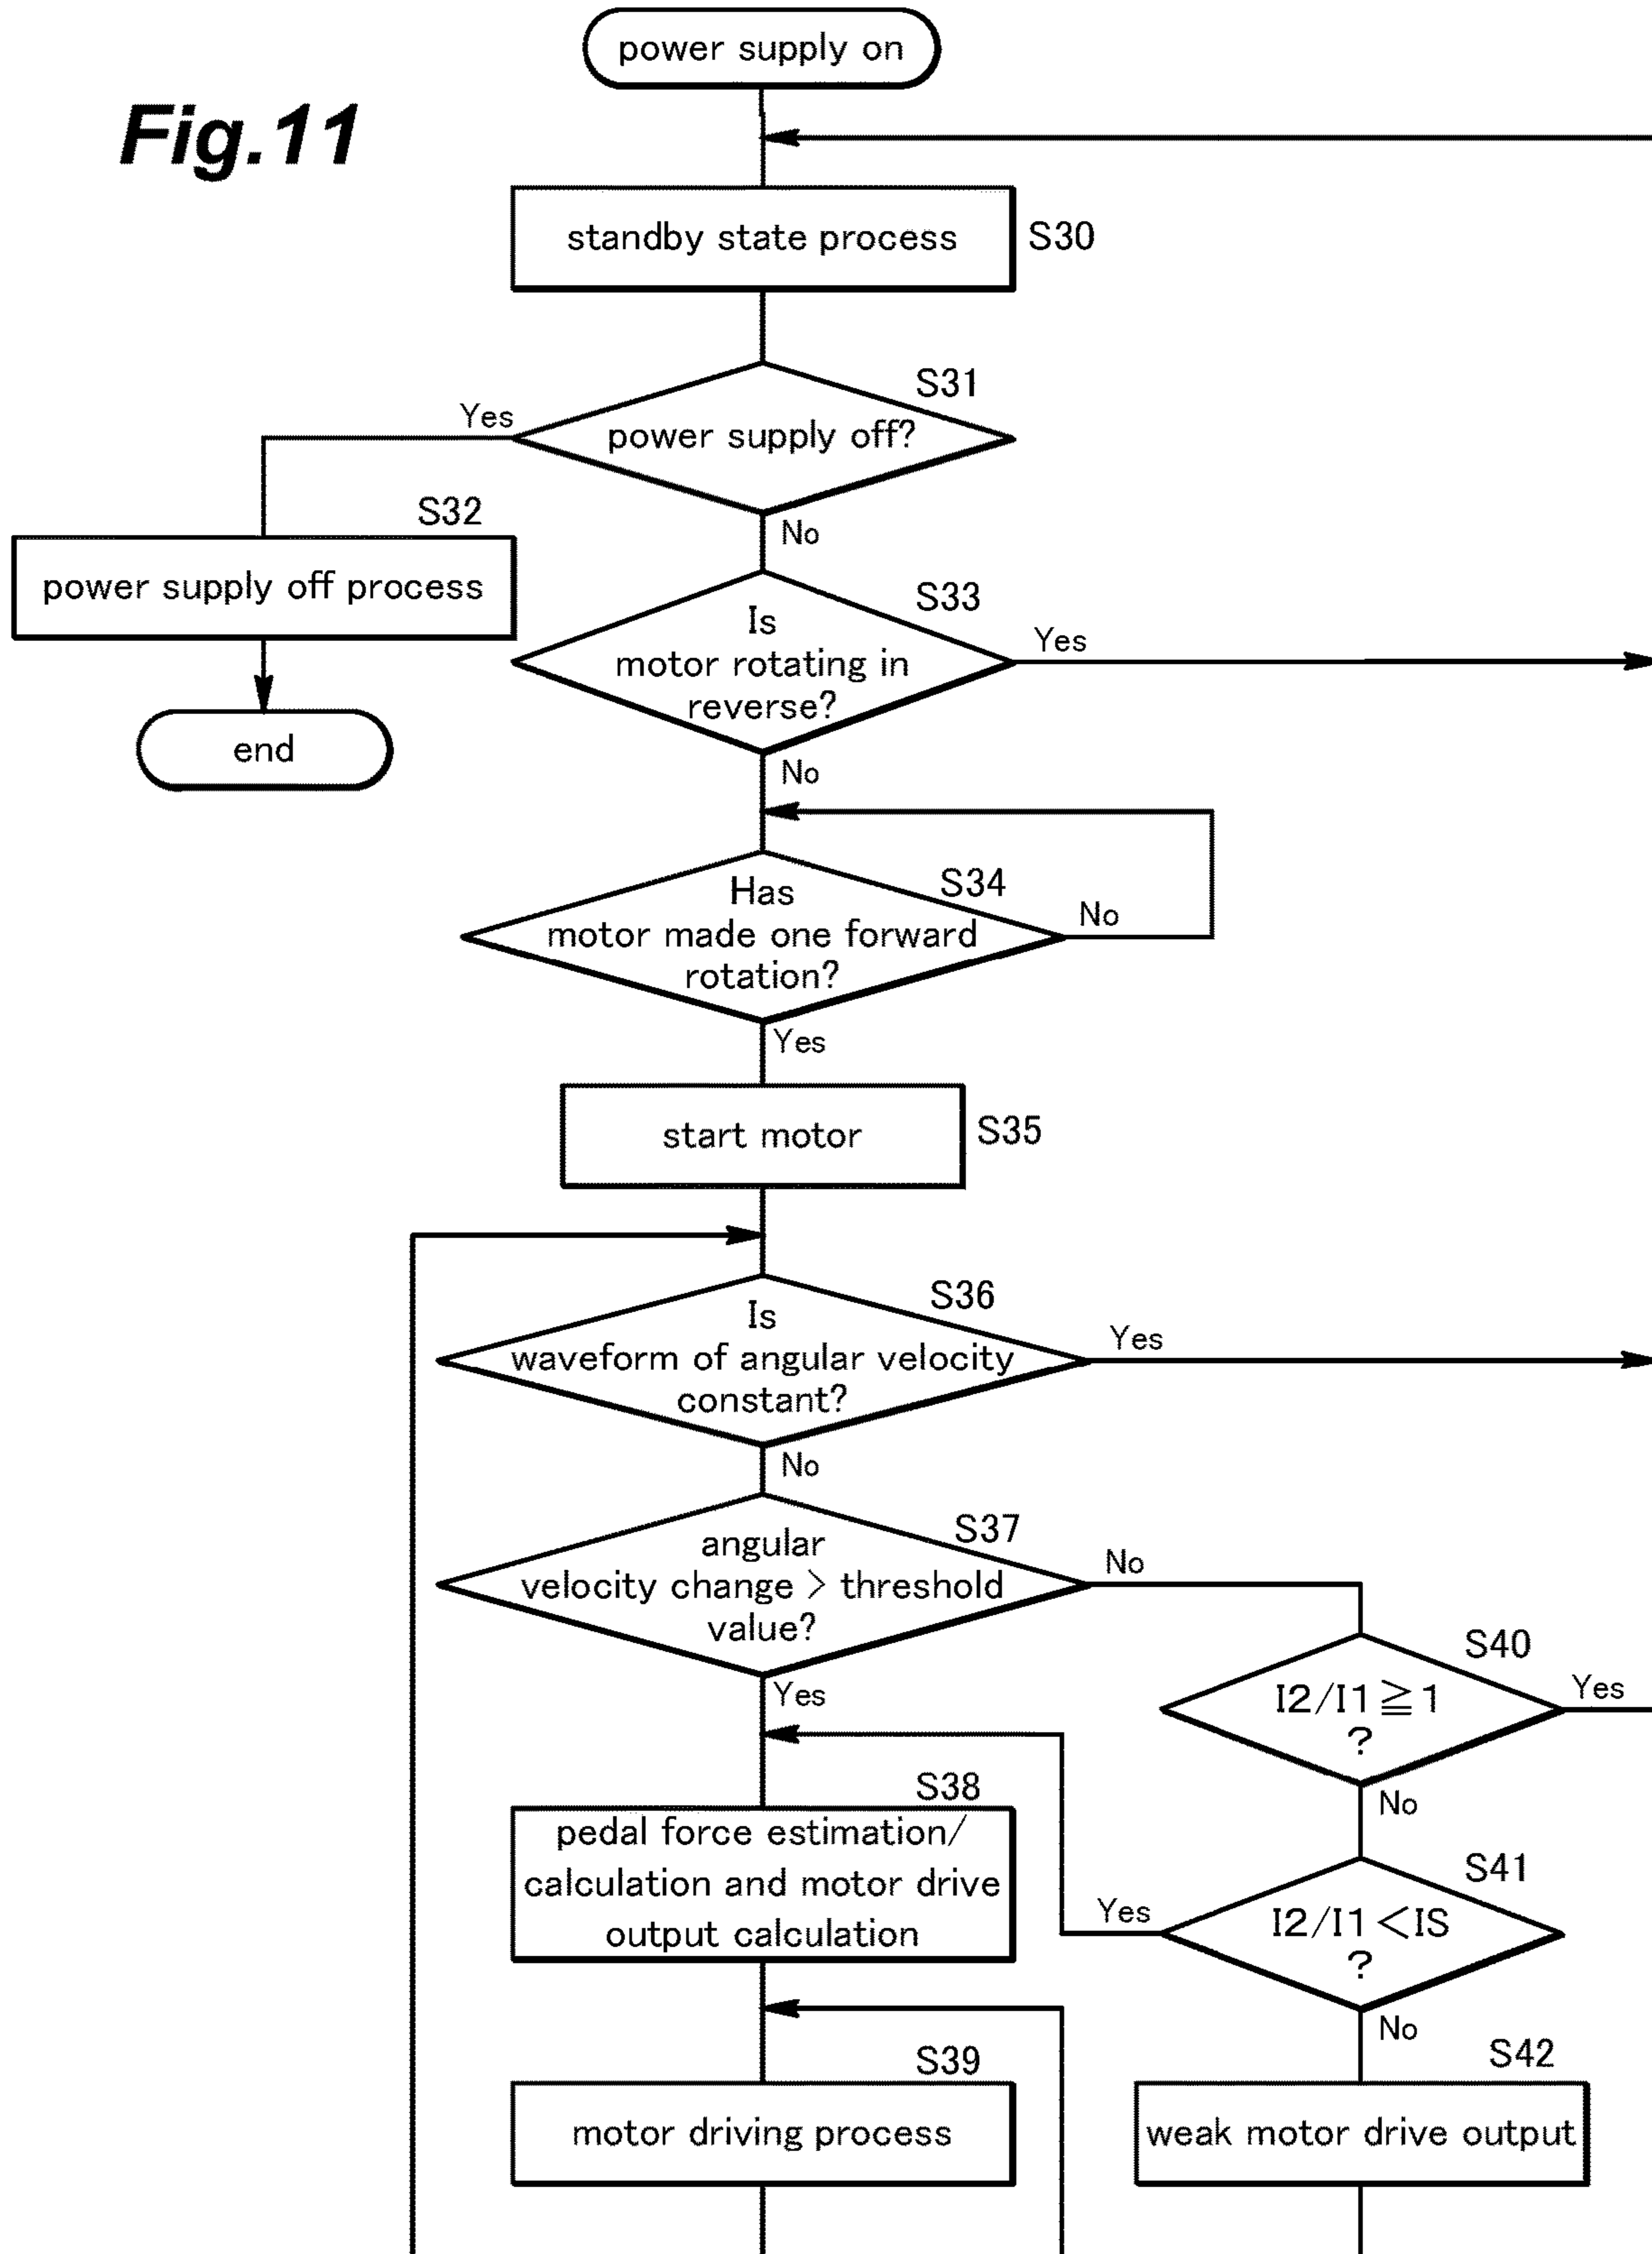 Fig.11
power supply on
standby state process
S30
S31
Yes
power supply off?
No
S32
power supply off process
end
S33
Is
motor rotating in
reverse?
Yes
No
S34
Has
motor made one forward
rotation?
No
Yes
start motor
S35
S36
Is
waveform of angular velocity
constant?
Yes
No
S37
angular
velocity change > threshold
value?
No
Yes
S40
I2/I1≧1
?
Yes
No
S38
pedal force estimation/
calculation and motor drive
output calculation
S41
Yes
I2/I1<IS
?
No
S39
motor driving process
S42
weak motor drive output